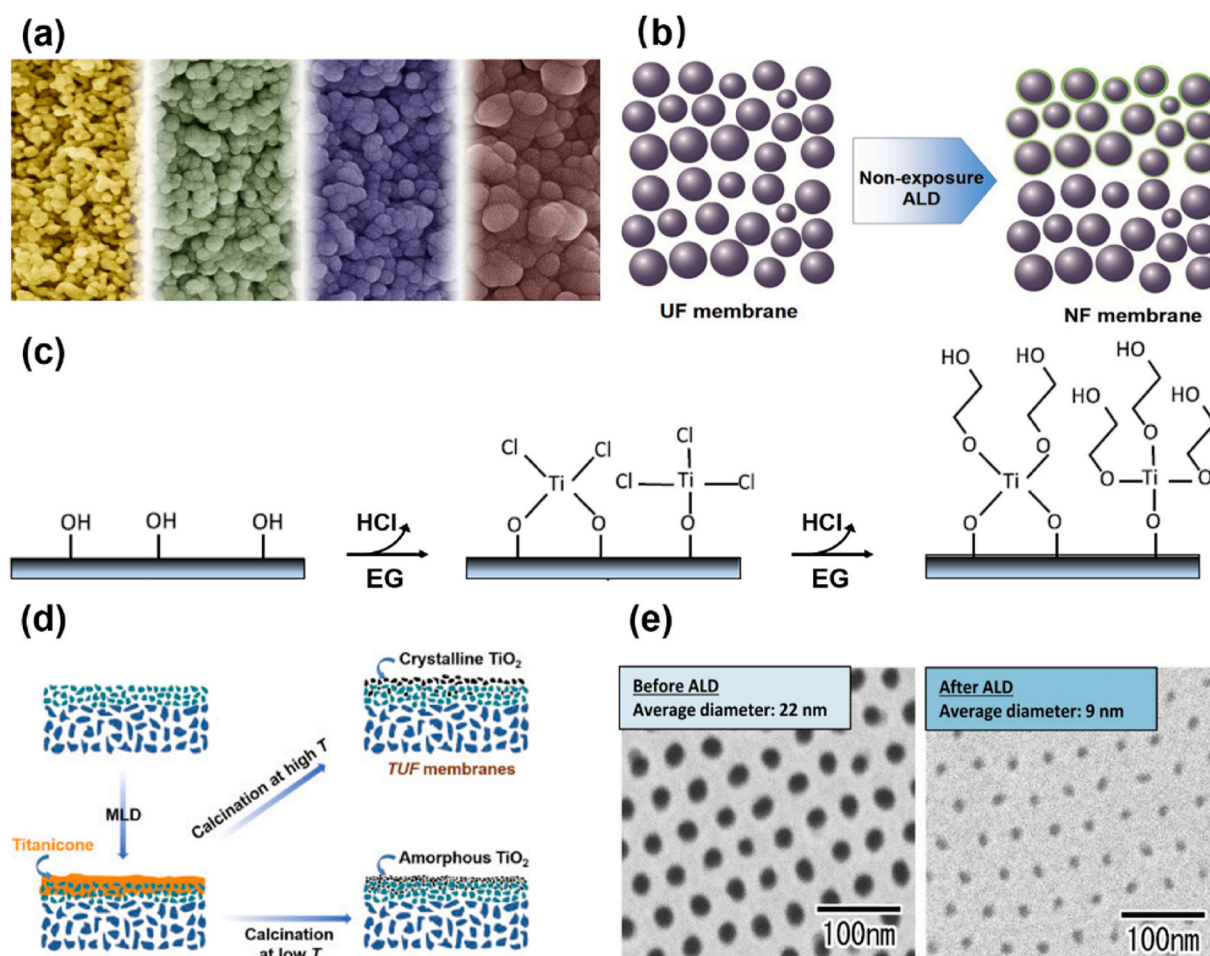 (a)
(b)
Non-exposure
ALD
UF membrane
NF membrane
(c)
OH
OH
OH
HCl
EG
Cl
Cl
Ti
O
O
Cl
Cl
Ti
Cl
O
HCl
EG
HO
HO
O
O
Ti
O
O
HO
HO
HO
O
O
Ti
O
O
(d)
Crystalline TiO2
TUF membranes
MLD
Calcination at high T
Titanicone
Amorphous TiO2
Calcination
at low T
(e)
Before ALD
Average diameter: 22 nm
100nm
After ALD
Average diameter: 9 nm
100nm